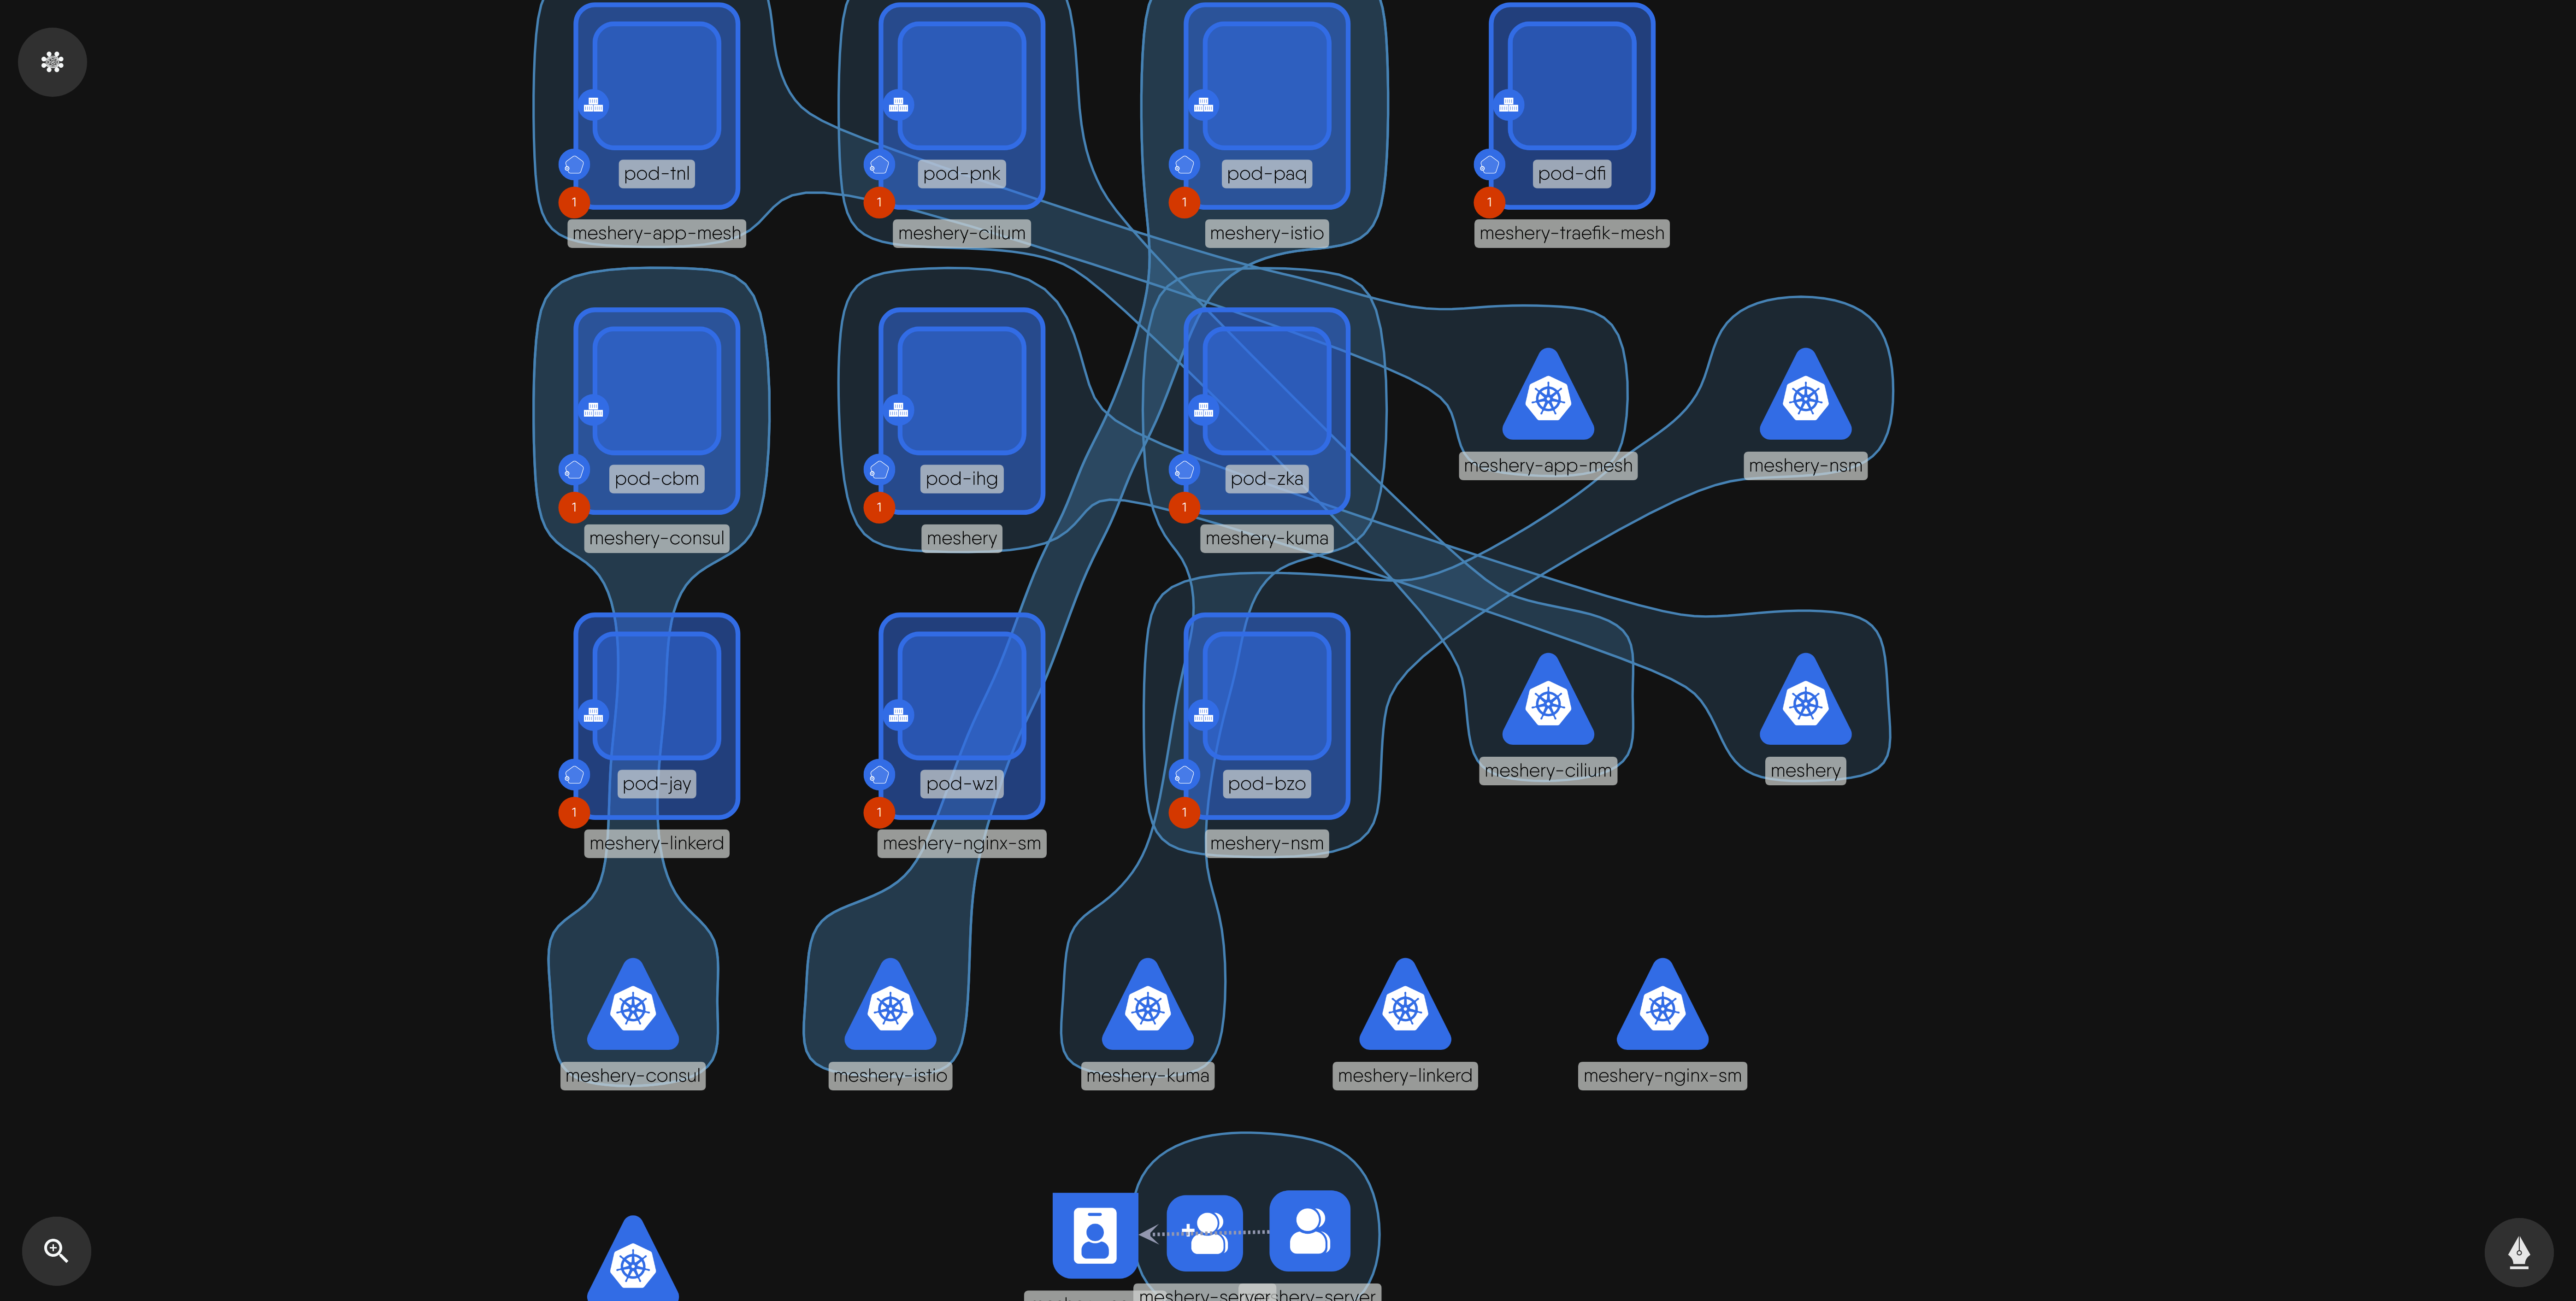 pod-tnl
pod-pnk
pod-paq
pod-dfi
1
1
1
1
meshery-app-mesh
meshery-cilium
meshery-istio
meshery-traefik-mesh
meshery-app-mesh
meshery-nsm
pod-cbm
pod-ihg
pod-zka
1
1
1
meshery-consul
meshery
meshery-kuma
meshery-cilium
meshery
pod-jay
pod-wzl
pod-bzo
1
1
1
meshery-linkerd
meshery-nginx-sm
meshery-nsm
meshery-consul
meshery-istio
meshery-kuma
meshery-linkerd
meshery-nginx-sm
meshery-server
hery-server